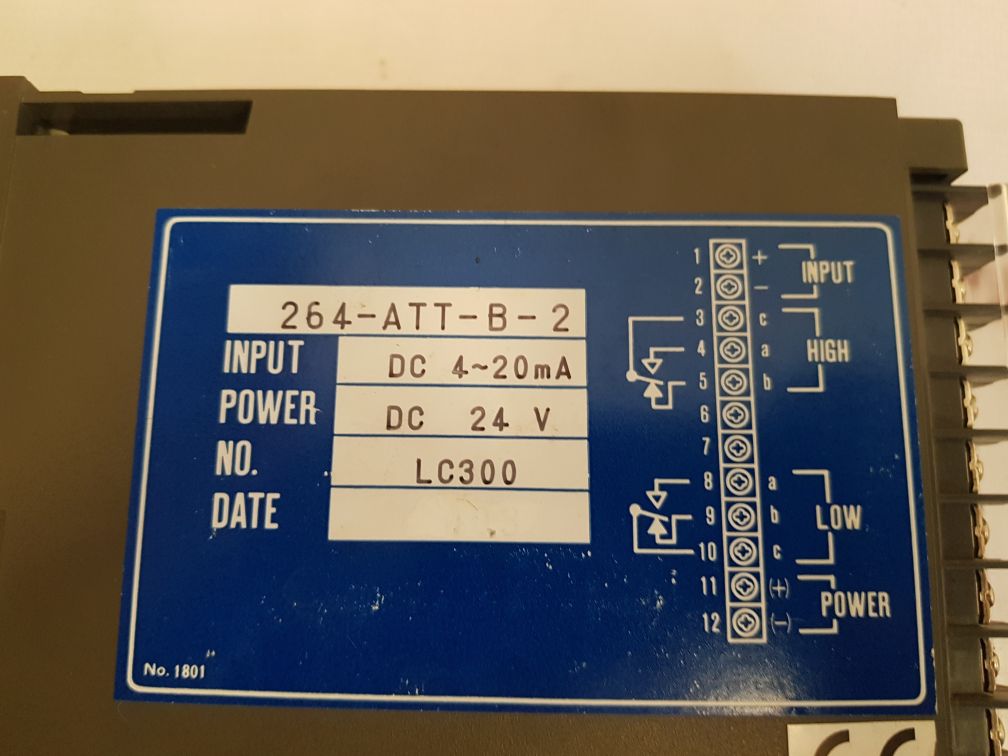 264-ATT-B-2
INPUT DC 4~20mA
POWER DC 24 V
NO. LC300
DATE
No. 1801
1 + INPUT
2 −
3 c
4 a HIGH
5 b
6
7
8 a
9 b LOW
10 c
11 (+) POWER
12 (−)
CE